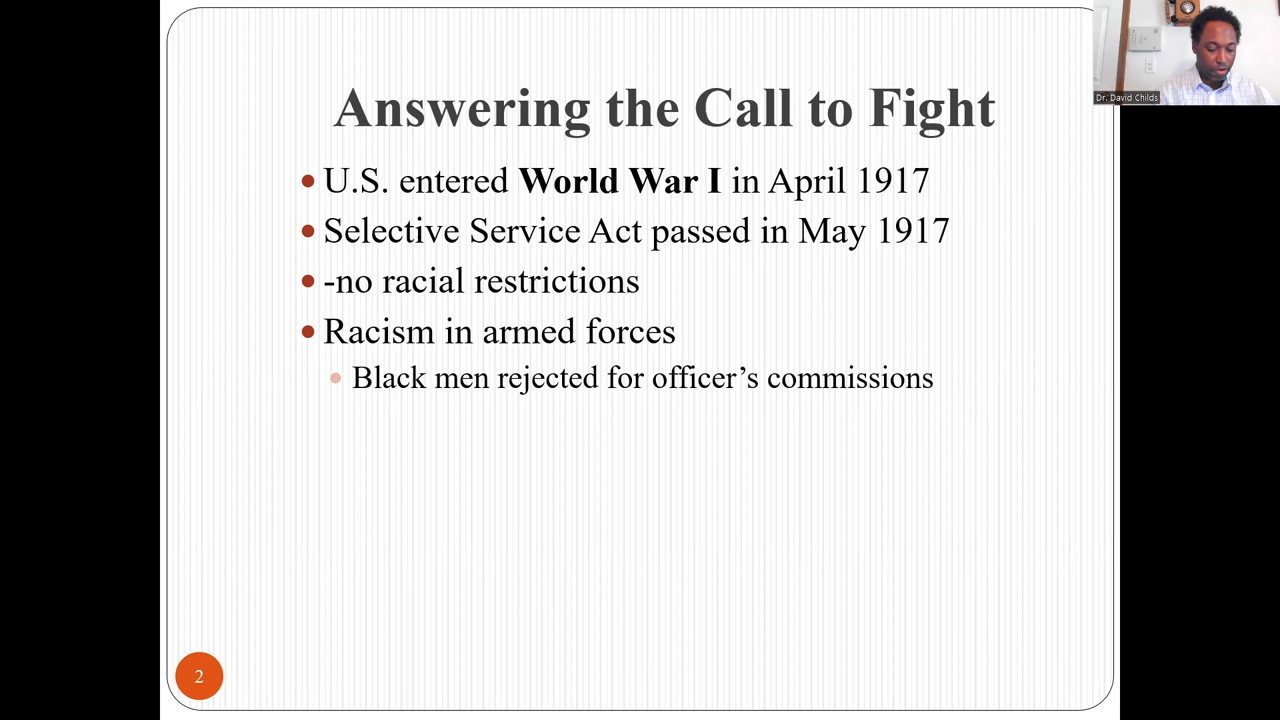 Answering the Call to Fight
U.S. entered World War I in April 1917
Selective Service Act passed in May 1917
-no racial restrictions
Racism in armed forces
Black men rejected for officer’s commissions
2
Dr. David Childs